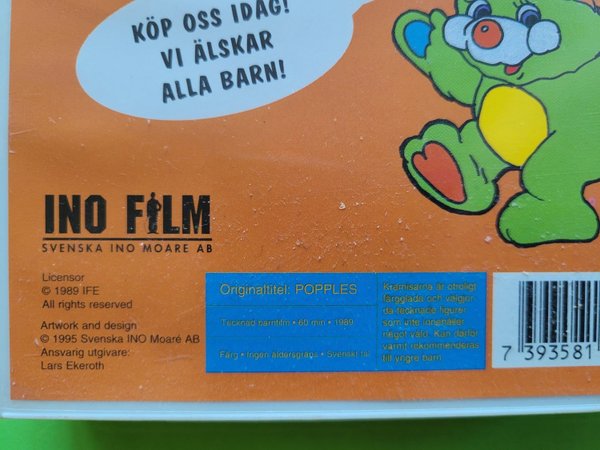 KÖP OSS IDAG!
VI ÄLSKAR
ALLA BARN!
INO FILM
SVENSKA INO MOARE AB
Licensor
© 1989 IFE
All rights reserved
Artwork and design
© 1995 Svenska INO Moaré AB
Ansvarig utgivare:
Lars Ekeroth
Originaltitel: POPPLES
Tecknad barnfilm • 60 min • 1989
Färg • Ingen åldersgräns • Svenskt tal
Kramisarna är otroligt
färgglada och välgjor
da tecknade figurer
som inte innehåller
något våld. Kan därför
varmt rekommenderas
till yngre barn.
7 393581